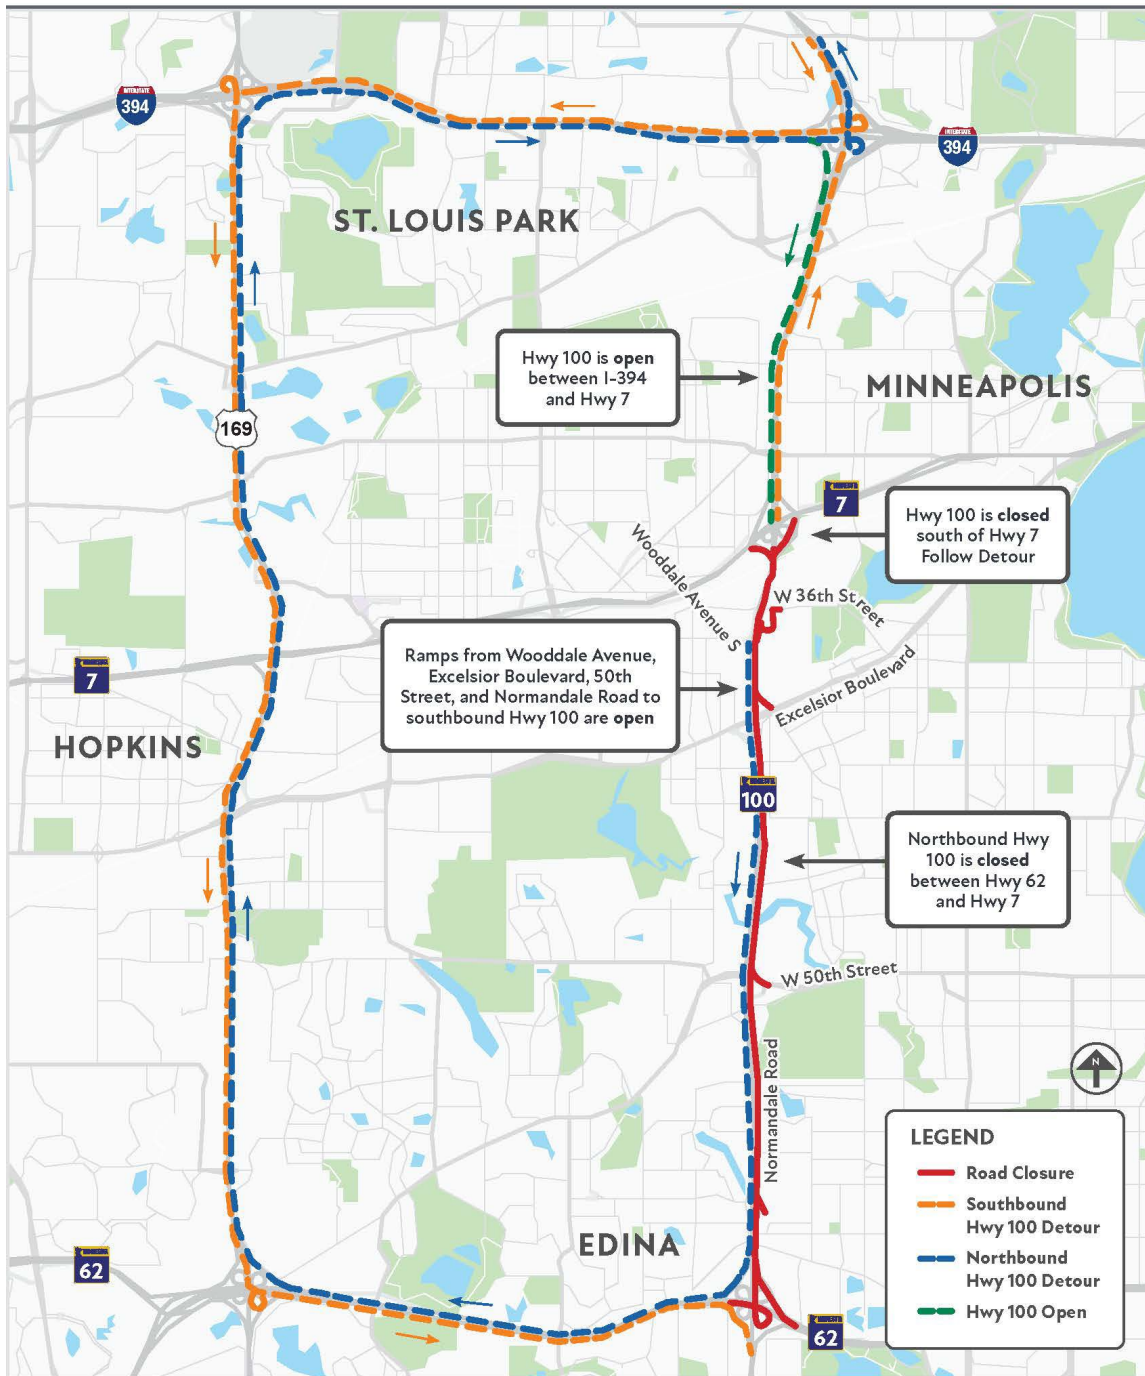 INTERSTATE
394
INTERSTATE
394
ST. LOUIS PARK
Hwy 100 is open
between I-394
and Hwy 7
MINNEAPOLIS
169
7
Hwy 100 is closed
south of Hwy 7
Follow Detour
Wooddale Avenue S
W 36th Street
Ramps from Wooddale Avenue,
Excelsior Boulevard, 50th
Street, and Normandale Road to
southbound Hwy 100 are open
Excelsior Boulevard
7
HOPKINS
100
Northbound Hwy
100 is closed
between Hwy 62
and Hwy 7
W 50th Street
Normandale Road
N
EDINA
62
62
LEGEND
Road Closure
Southbound
Hwy 100 Detour
Northbound
Hwy 100 Detour
Hwy 100 Open